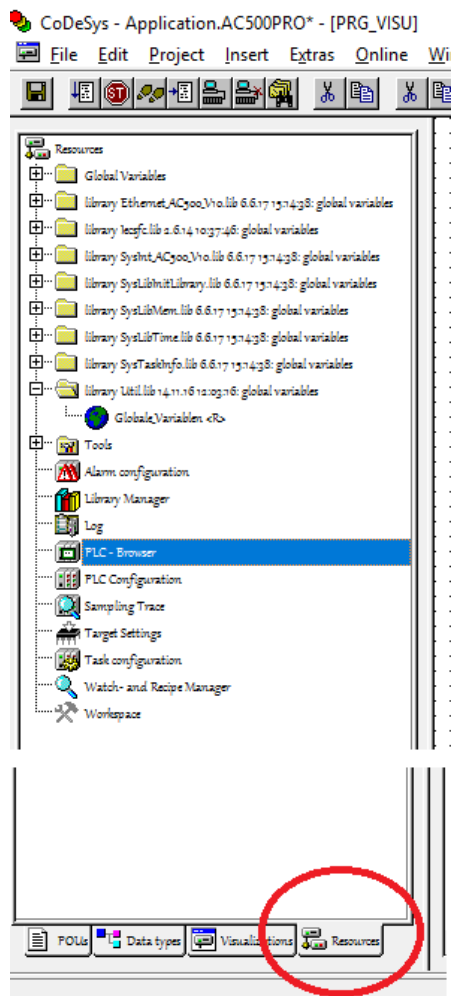 CoDeSys - Application.AC500PRO* - [PRG_VISU]
File Edit Project Insert Extras Online
Resources
Global Variables
library Ethernet_AC500_V10.lib 6.6.17 15:14:38: global variables
library Iecsfc.lib 2.6.14 10:37:46: global variables
library SysInt_AC500_V10.lib 6.6.17 15:14:38: global variables
library SysLibInitLibrary.lib 6.6.17 15:14:38: global variables
library SysLibMem.lib 6.6.17 15:14:38: global variables
library SysLibTime.lib 6.6.17 15:14:38: global variables
library SysTaskInfo.lib 6.6.17 15:14:38: global variables
library Util.lib 14.11.16 12:03:16: global variables
Globale_Variablen <R>
Tools
Alarm configuration
Library Manager
Log
PLC - Browser
PLC Configuration
Sampling Trace
Target Settings
Task configuration
Watch- and Recipe Manager
Workspace
POUs Data types Visualizations Resources